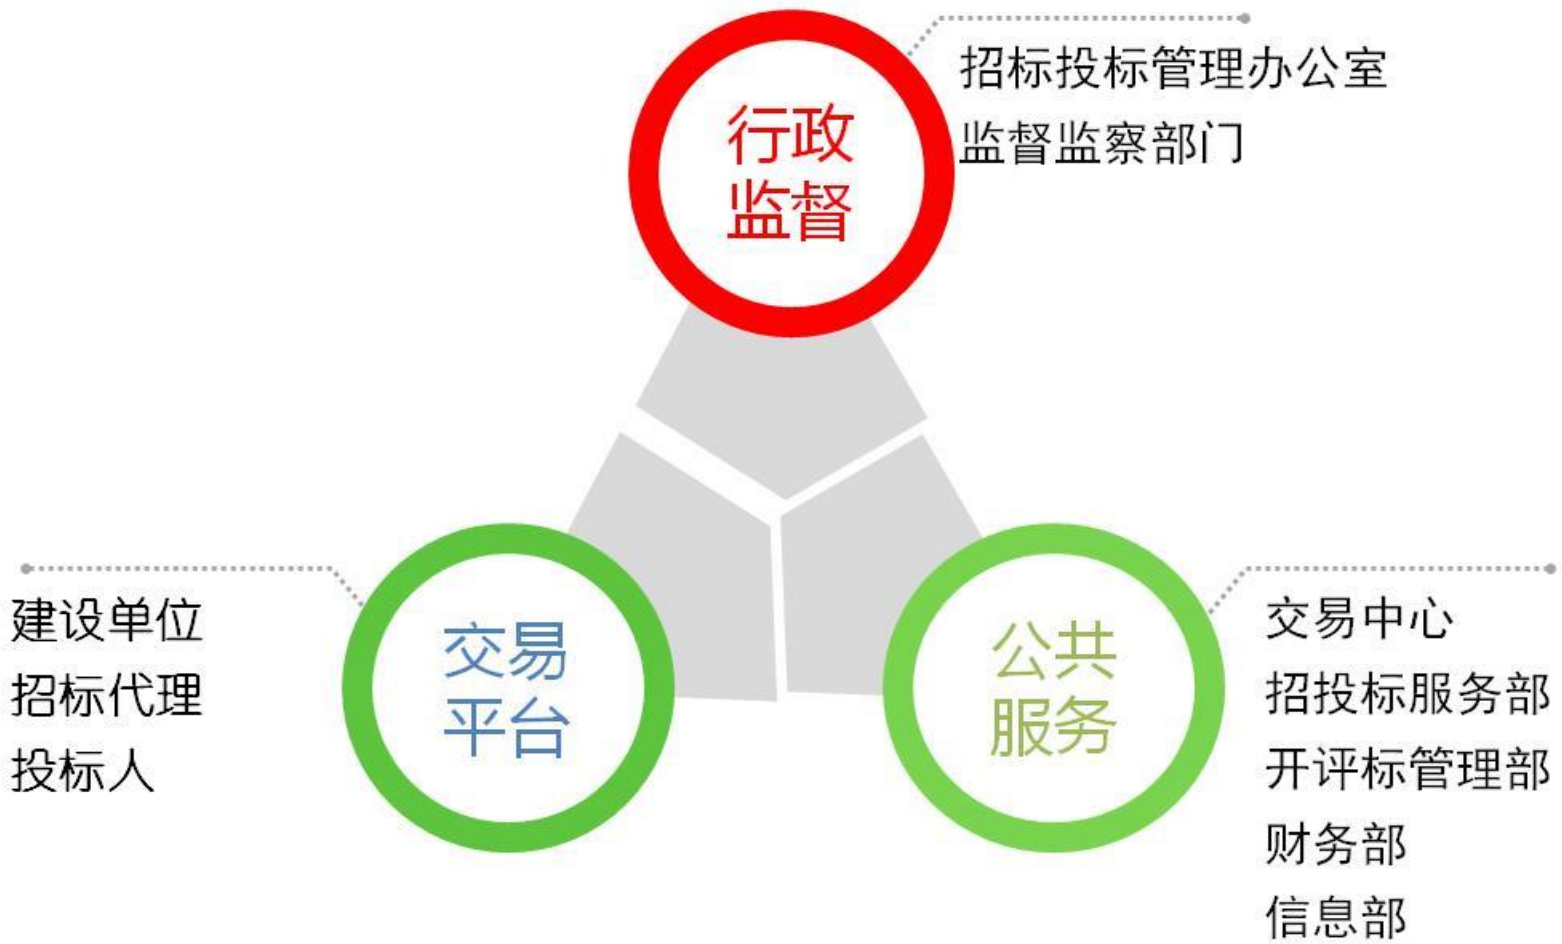 行政
监督
招标投标管理办公室
监督监察部门
交易
平台
建设单位
招标代理
投标人
公共
服务
交易中心
招投标服务部
开评标管理部
财务部
信息部